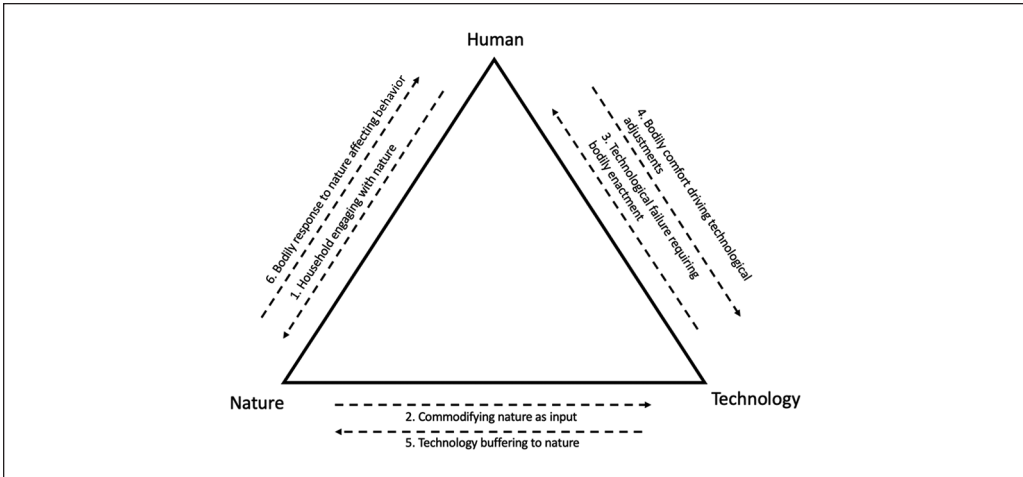 Human
6. Bodily response to nature affecting behavior
1. Household engaging with nature
4. Bodily comfort driving technological
adjustments
3. Technological failure requiring
bodily enactment
Nature
Technology
2. Commodifying nature as input
5. Technology buffering to nature